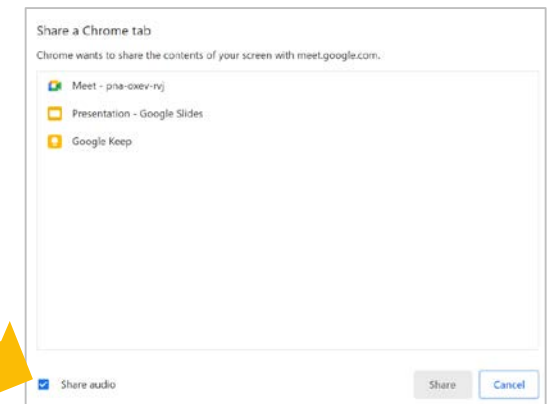 Share a Chrome tab
Chrome wants to share the contents of your screen with meet.google.com.
Meet - pna-oxev-rvj
Presentation - Google Slides
Google Keep
Share audio
Share
Cancel